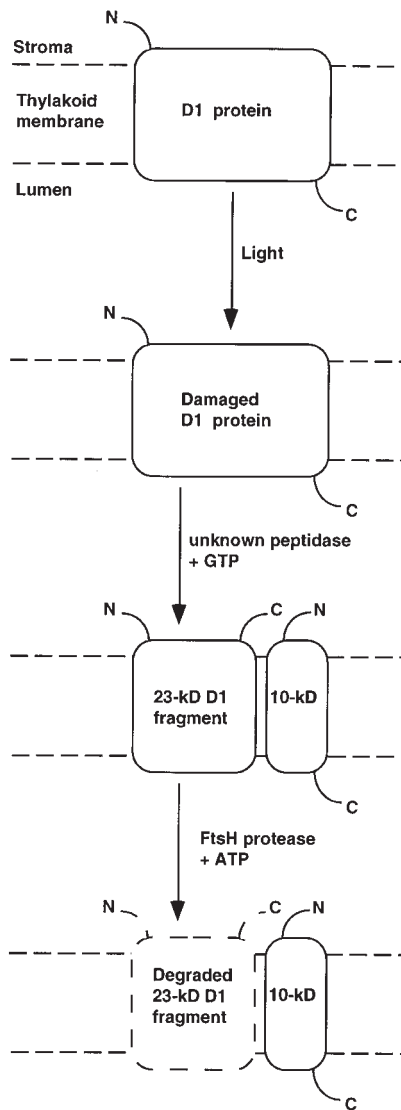 N
Stroma
Thylakoid
membrane
D1 protein
Lumen
C
Light
N
Damaged
D1 protein
C
unknown peptidase
+ GTP
N
C
N
23-kD D1
fragment
10-kD
C
FtsH protease
+ ATP
N
C
N
Degraded
23-kD D1
fragment
10-kD
C